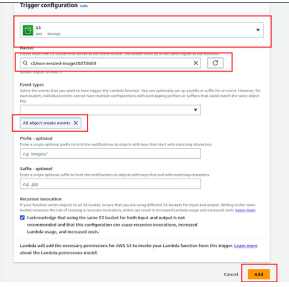 Trigger configuration Info
S3
aws storage
Bucket
Please select the S3 bucket that serves as the event source. The bucket must be in the same region as the function.
s3/non-resized-image20250603
Bucket region:
Event types
Select the events that you want to have trigger the Lambda function. You can optionally set up a prefix or suffix for an event. However, for
each bucket, individual events cannot have multiple configurations with overlapping prefixes or suffixes that could match the same object
key.
All object create events
Prefix - optional
Enter a single optional prefix to limit the notifications to objects with keys that start with matching characters.
e.g. images/
Suffix - optional
Enter a single optional suffix to limit the notifications to objects with keys that end with matching characters.
e.g. .jpg
Recursive invocation
If your function writes objects to an S3 bucket, ensure that you are using different S3 buckets for input and output. Writing to the same
bucket increases the risk of creating a recursive invocation, which can result in increased Lambda usage and increased costs. Learn more
I acknowledge that using the same S3 bucket for both input and output is not
recommended and that this configuration can cause recursive invocations, increased
Lambda usage, and increased costs.
Lambda will add the necessary permissions for AWS S3 to invoke your Lambda function from this trigger. Learn more
about the Lambda permissions model.
Cancel Add